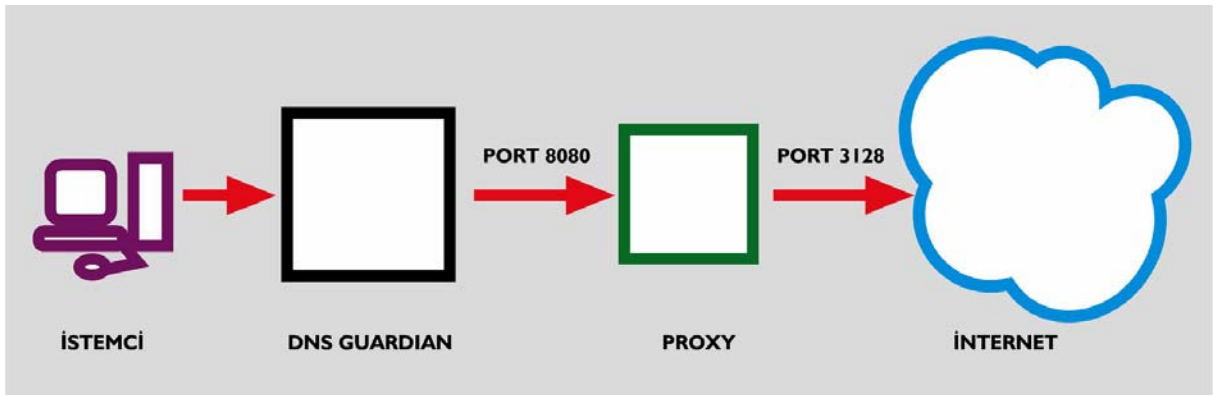 PORT 8080
PORT 3128
İSTEMCİ
DNS GUARDIAN
PROXY
İNTERNET